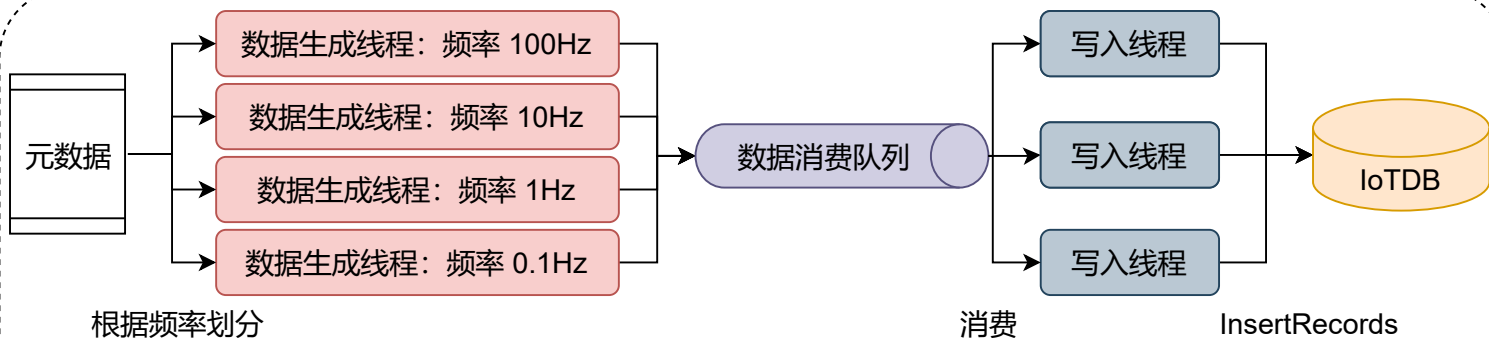 元数据
数据生成线程：频率 100Hz
数据生成线程：频率 10Hz
数据生成线程：频率 1Hz
数据生成线程：频率 0.1Hz
根据频率划分
数据消费队列
消费
写入线程
写入线程
写入线程
InsertRecords
IoTDB